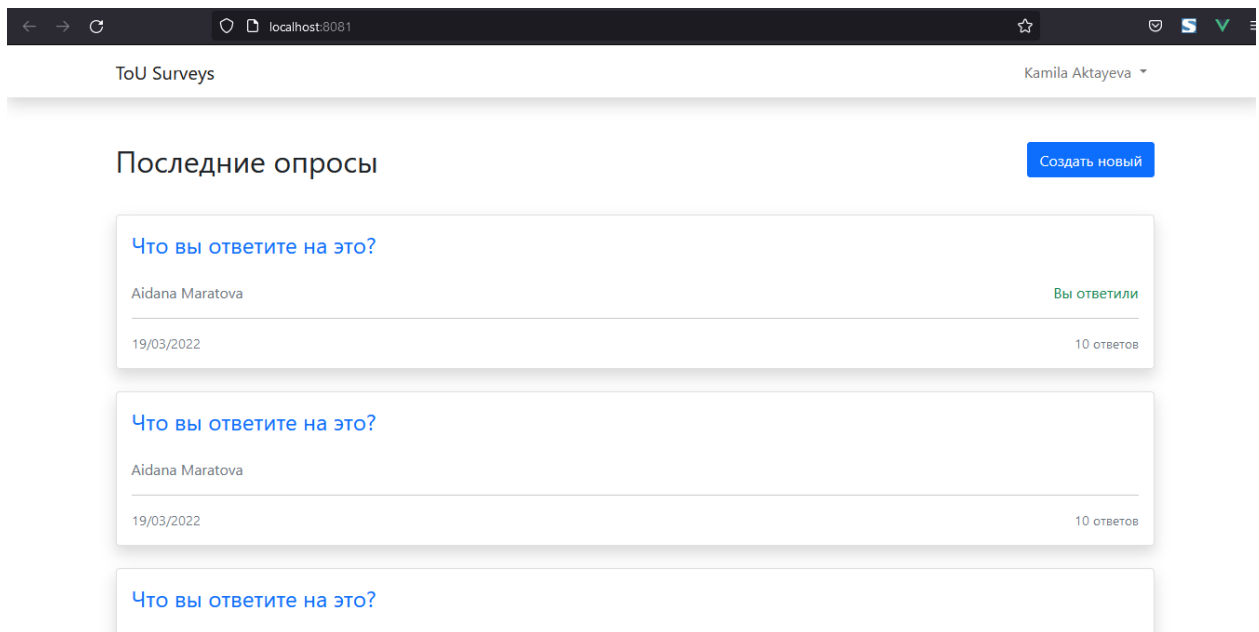 localhost:8081
ToU Surveys
Kamila Aktayeva
Последние опросы
Создать новый
Что вы ответите на это?
Aidana Maratova
Вы ответили
19/03/2022
10 ответов
Что вы ответите на это?
Aidana Maratova
19/03/2022
10 ответов
Что вы ответите на это?